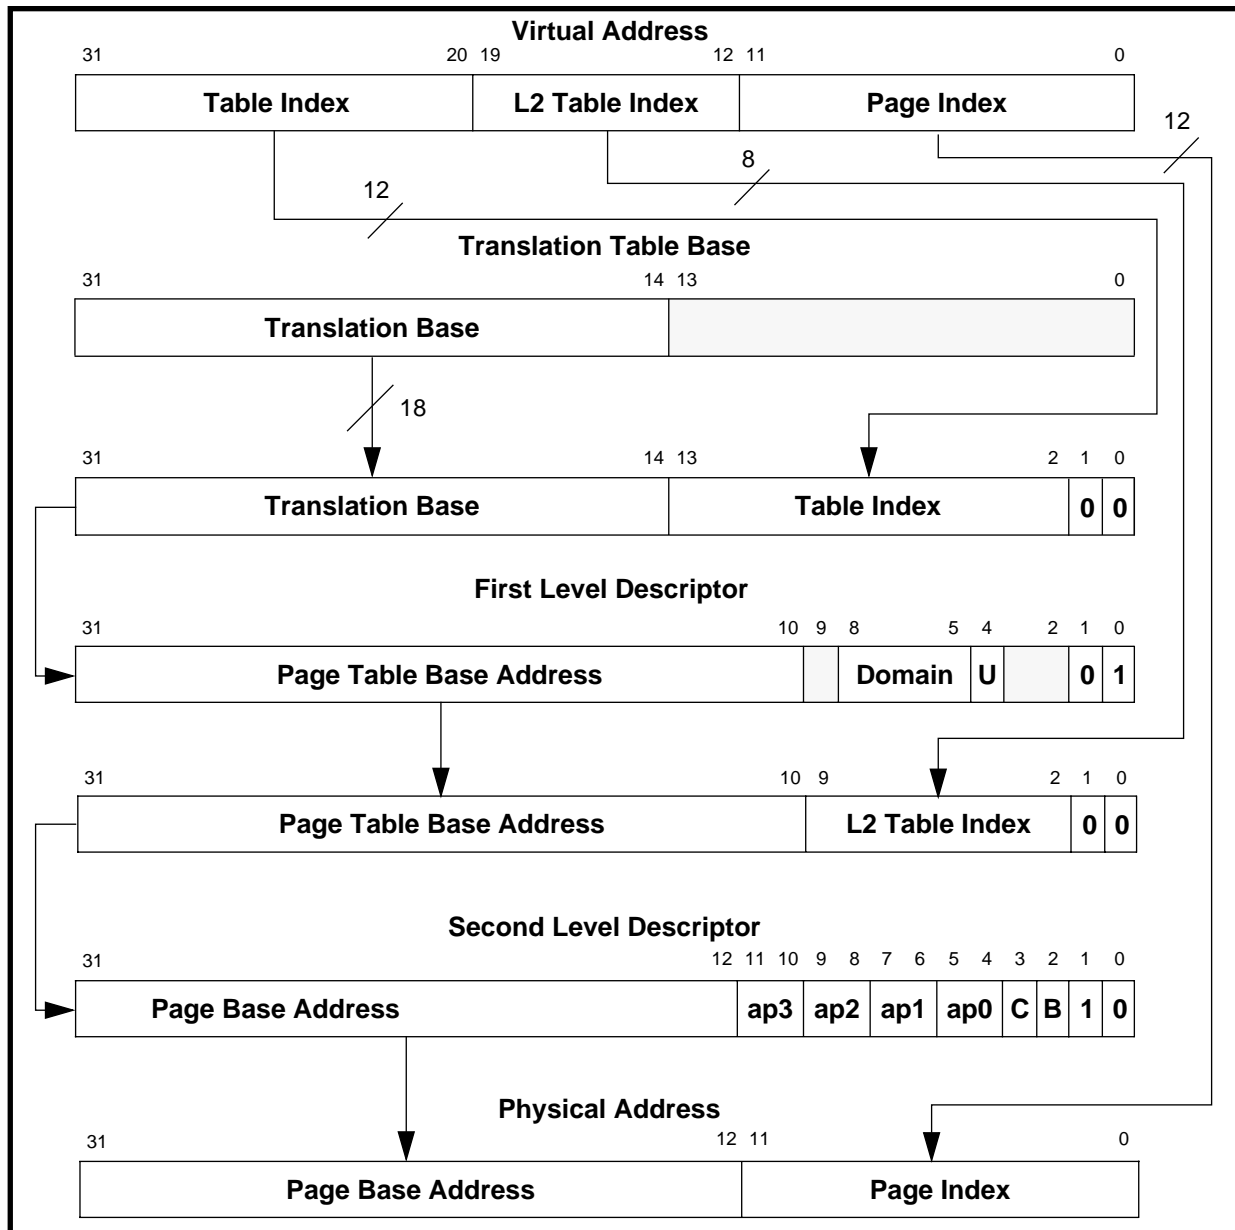 Virtual Address
31 20 19 12 11 0
Table Index L2 Table Index Page Index
12
8
12
Translation Table Base
31 14 13 0
Translation Base
18
31 14 13 2 1 0
Translation Base Table Index 0 0
First Level Descriptor
31 10 9 8 5 4 2 1 0
Page Table Base Address Domain U 0 1
31 10 9 2 1 0
Page Table Base Address L2 Table Index 0 0
Second Level Descriptor
31 12 11 10 9 8 7 6 5 4 3 2 1 0
Page Base Address ap3 ap2 ap1 ap0 C B 1 0
Physical Address
31 12 11 0
Page Base Address Page Index